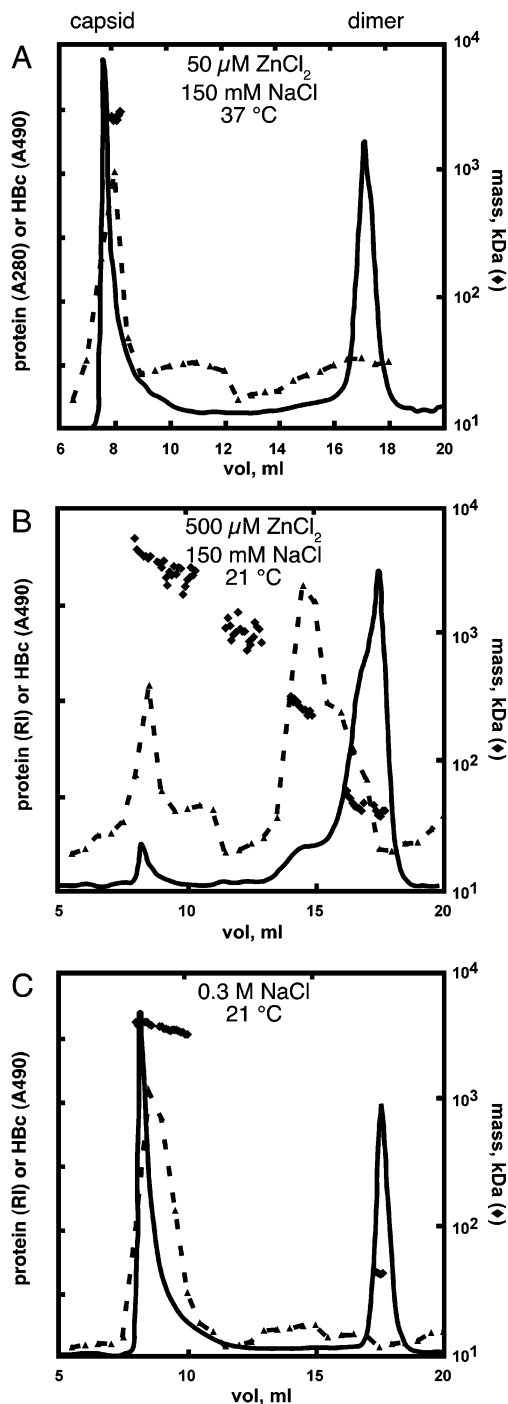 capsid dimer
A
50 µM ZnCl2
150 mM NaCl
37 °C
protein (A280) or HBc (A490)
10^4
10^3
10^2
10^1
mass, kDa (♦)
6 8 10 12 14 16 18 20
vol, ml
B
500 µM ZnCl2
150 mM NaCl
21 °C
protein (RI) or HBc (A490)
10^4
10^3
10^2
10^1
mass, kDa (♦)
5 10 15 20
vol, ml
C
0.3 M NaCl
21 °C
protein (RI) or HBc (A490)
10^4
10^3
10^2
10^1
mass, kDa (♦)
5 10 15 20
vol, ml